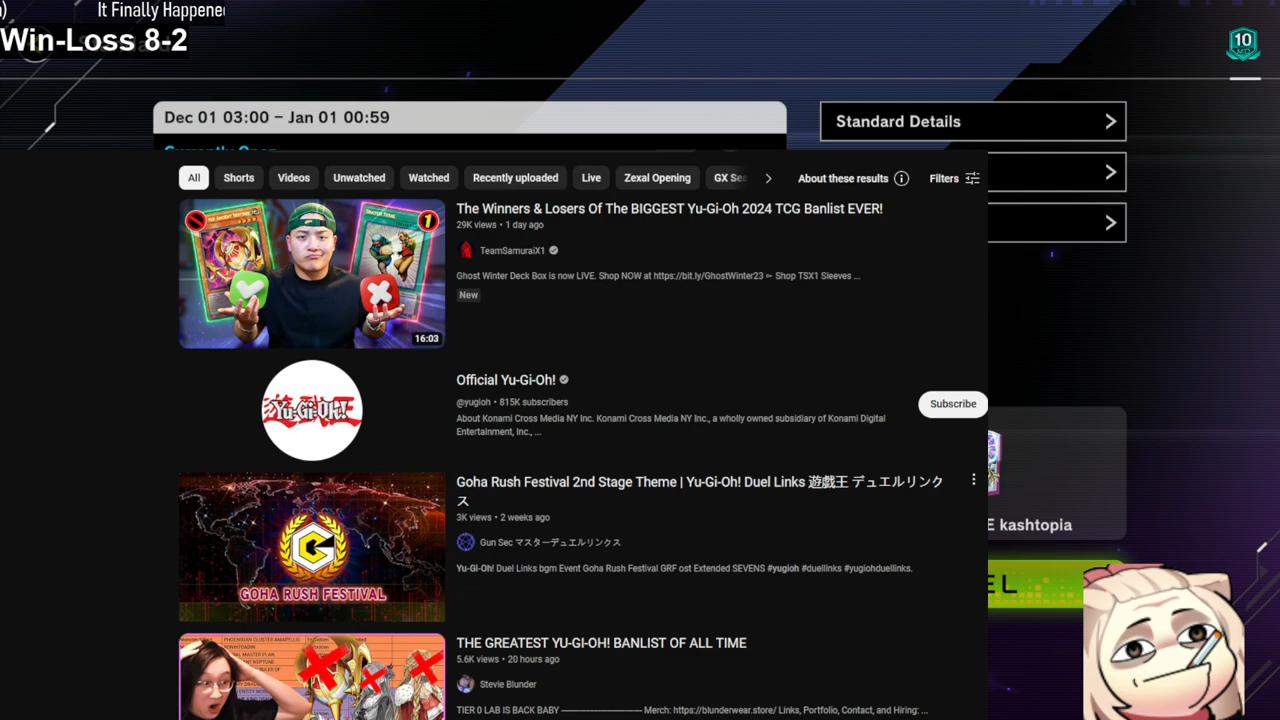 It Finally Happened
Win-Loss 8-2
10
Dec 01 03:00 – Jan 01 00:59
Standard Details
Currently Open
All
Shorts
Videos
Unwatched
Watched
Recently uploaded
Live
Zexal Opening
GX Sea
About these results
Filters
The Winners & Losers Of The BIGGEST Yu-Gi-Oh 2024 TCG Banlist EVER!
29K views • 1 day ago
TeamSamuraiX1
Ghost Winter Deck Box is now LIVE. Shop NOW at https://bit.ly/GhostWinter23 ⇨ Shop TSX1 Sleeves ...
New
1
16:03
Yu-Gi-Oh!
Official Yu-Gi-Oh!
@yugioh • 815K subscribers
About Konami Cross Media NY Inc. Konami Cross Media NY Inc., a wholly owned subsidiary of Konami Digital
Entertainment, Inc., ...
Subscribe
GOHA RUSH FESTIVAL
Goha Rush Festival 2nd Stage Theme | Yu-Gi-Oh! Duel Links 遊戯王 デュエルリンク
ス
3K views • 2 weeks ago
Gun Sec マスターデュエルリンクス
Yu-Gi-Oh! Duel Links bgm Event Goha Rush Festival GRF ost Extended SEVENS #yugioh #duellinks #yugiohduellinks.
E kashtopia
EL
THE GREATEST YU-GI-OH! BANLIST OF ALL TIME
5.6K views • 20 hours ago
Stevie Blunder
TIER 0 LAB IS BACK BABY ———————— Merch: https://blunderwear.store/ Links, Portfolio, Contact, and Hiring: ...